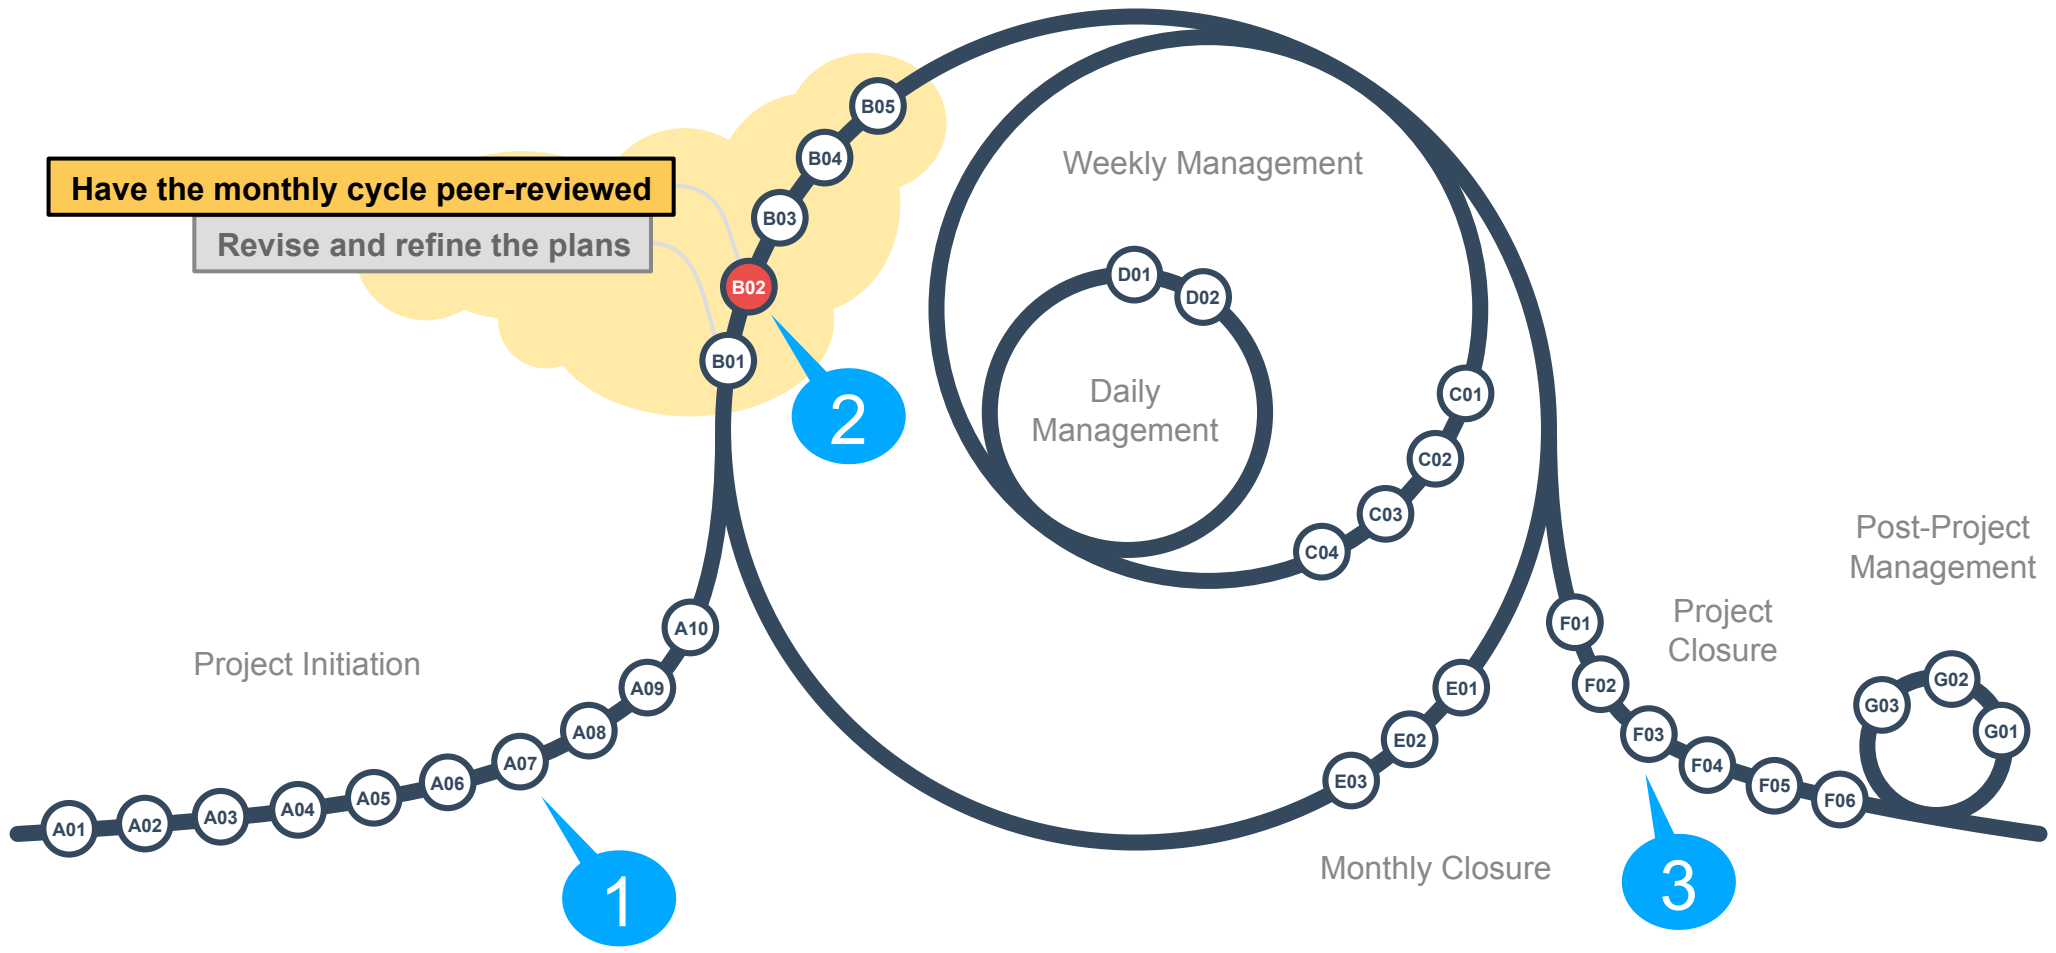 Have the monthly cycle peer-reviewed
Revise and refine the plans
B05
B04
B03
B02
B01
2
Weekly Management
D01
D02
Daily
Management
C01
C02
C03
C04
Project Initiation
A01
A02
A03
A04
A05
A06
A07
A08
A09
A10
1
E01
E02
E03
Monthly Closure
F01
F02
F03
F04
F05
F06
3
Project
Closure
Post-Project
Management
G03
G02
G01